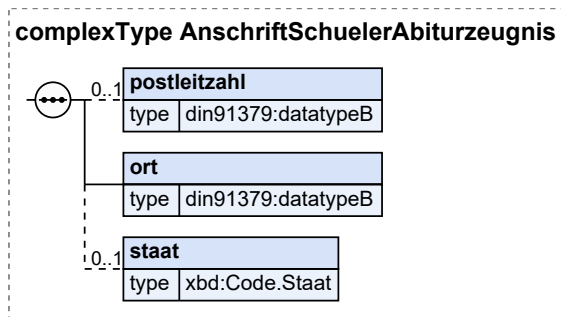 complexType AnschriftSchuelerAbiturzeugnis
0..1
postleitzahl
type din91379:datatypeB
ort
type din91379:datatypeB
0..1
staat
type xbd:Code.Staat